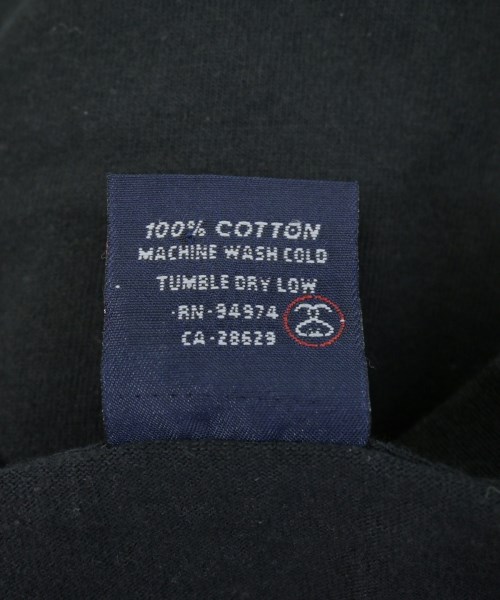 100% COTTON
MACHINE WASH COLD
TUMBLE DRY LOW
RN-94974
CA-28629